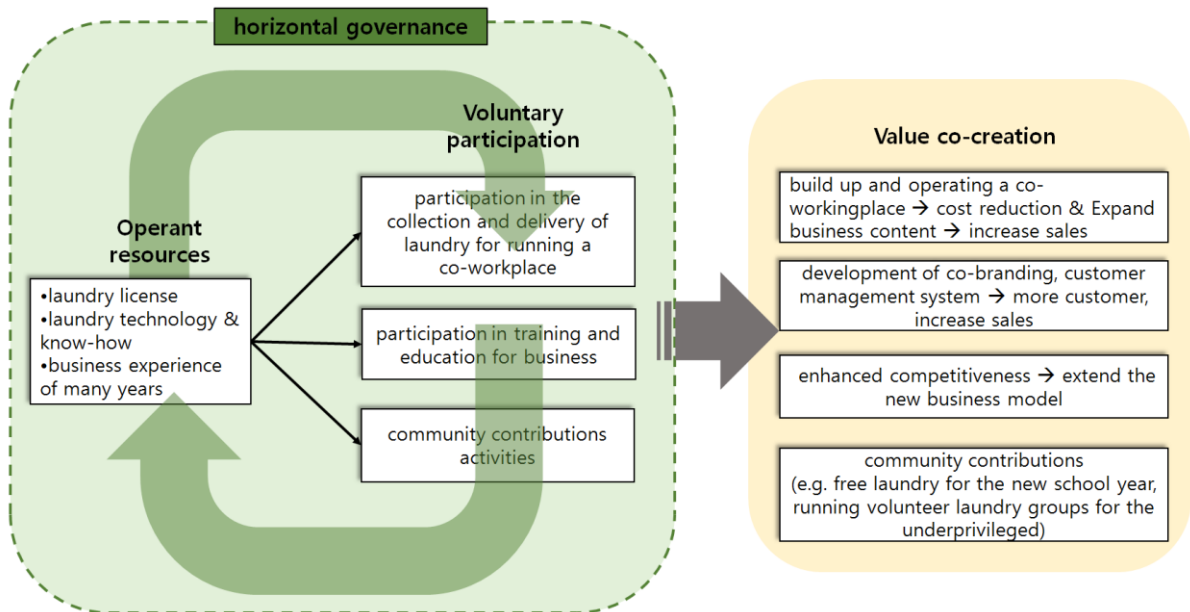 horizontal governance
Operant
resources
•laundry license
•laundry technology &
know-how
•business experience
of many years
Voluntary
participation
participation in the
collection and delivery of
laundry for running a
co-workplace
participation in training and
education for business
community contributions
activities
Value co-creation
build up and operating a co-
workingplace → cost reduction & Expand
business content → increase sales
development of co-branding, customer
management system → more customer,
increase sales
enhanced competitiveness → extend the
new business model
community contributions
(e.g. free laundry for the new school year,
running volunteer laundry groups for the
underprivileged)